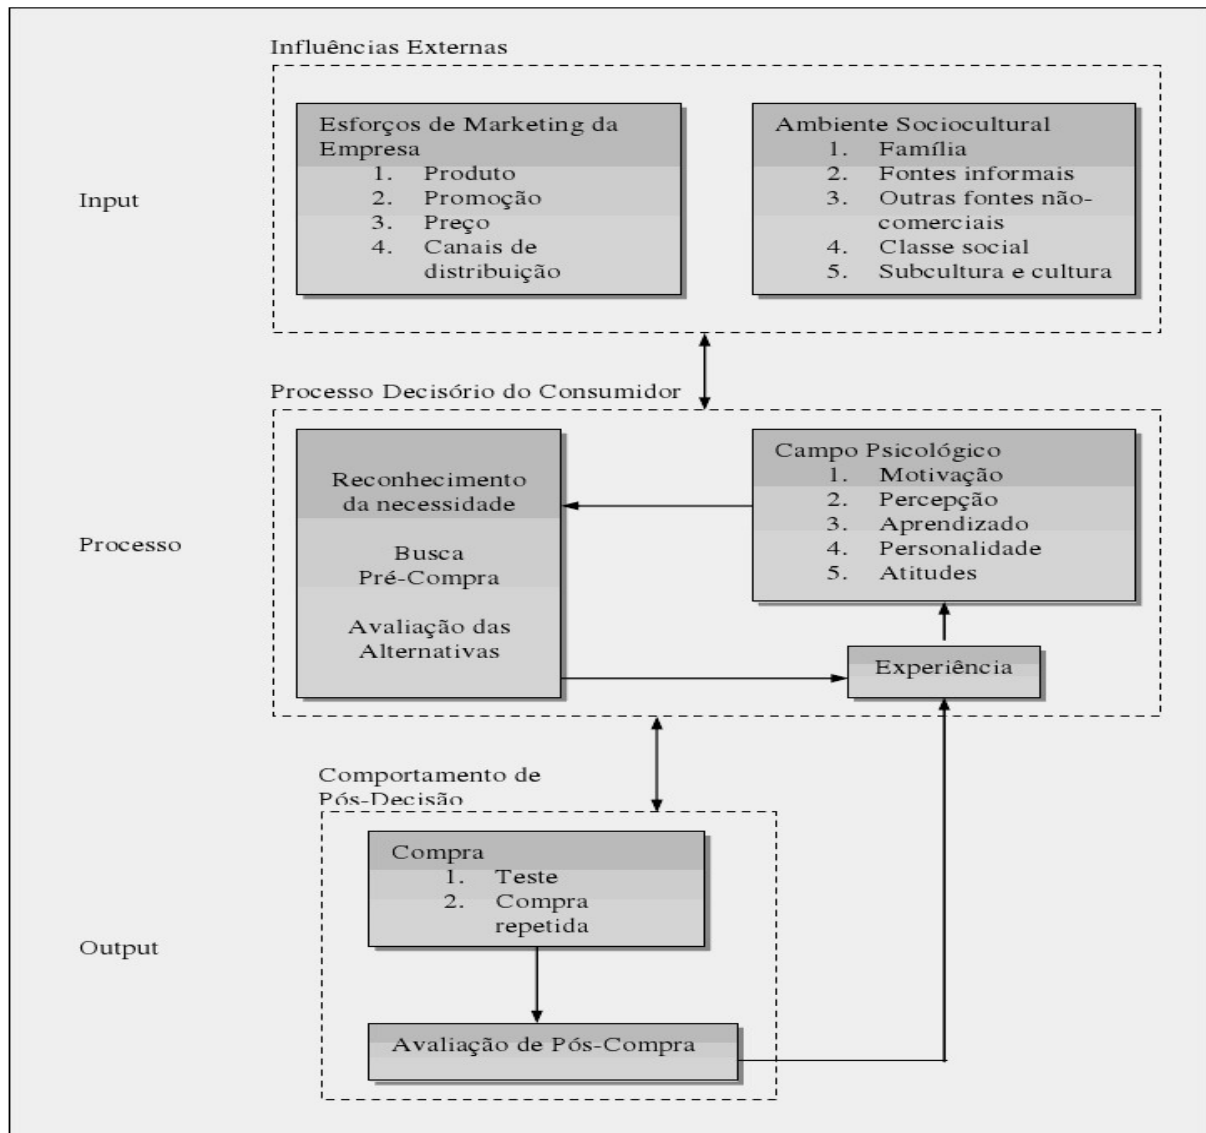 Influências Externas
Esforços de Marketing da
Empresa
1. Produto
2. Promoção
3. Preço
4. Canais de
distribuição
Ambiente Sociocultural
1. Família
2. Fontes informais
3. Outras fontes não-
comerciais
4. Classe social
5. Subcultura e cultura
Input
Processo Decisório do Consumidor
Reconhecimento
da necessidade
Busca
Pré-Compra
Avaliação das
Alternativas
Campo Psicológico
1. Motivação
2. Percepção
3. Aprendizado
4. Personalidade
5. Atitudes
Experiência
Processo
Comportamento de
Pós-Decisão
Compra
1. Teste
2. Compra
repetida
Avaliação de Pós-Compra
Output